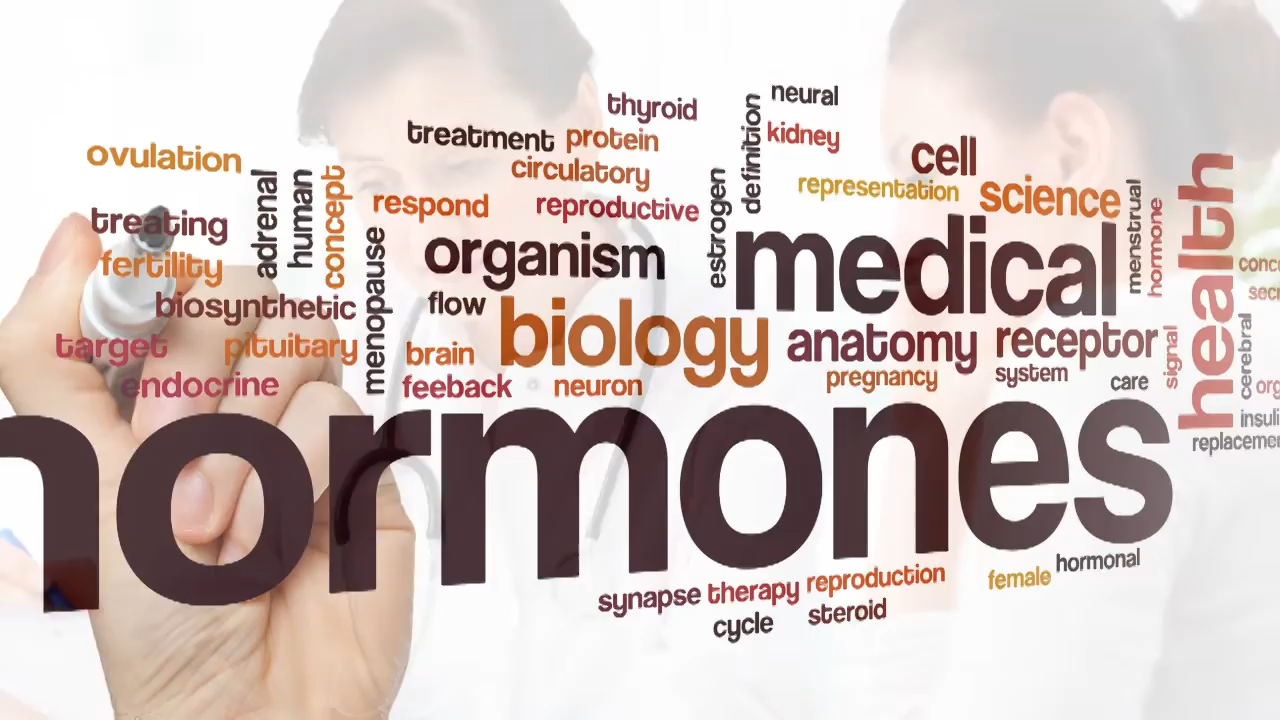 thyroid
neural
treatment protein
definition
kidney
ovulation
circulatory
cell
adrenal
human
concept
respond
reproductive
estrogen
representation
science
health
treating
organism
medical
menstrual
hormone
fertility
menopause
biosynthetic
flow
biology
anatomy
receptor
signal
cerebral
target
pituitary
brain
pregnancy
system
care
endocrine
feeback
neuron
replacemen
hormones
hormonal
synapse therapy reproduction
female
cycle
steroid